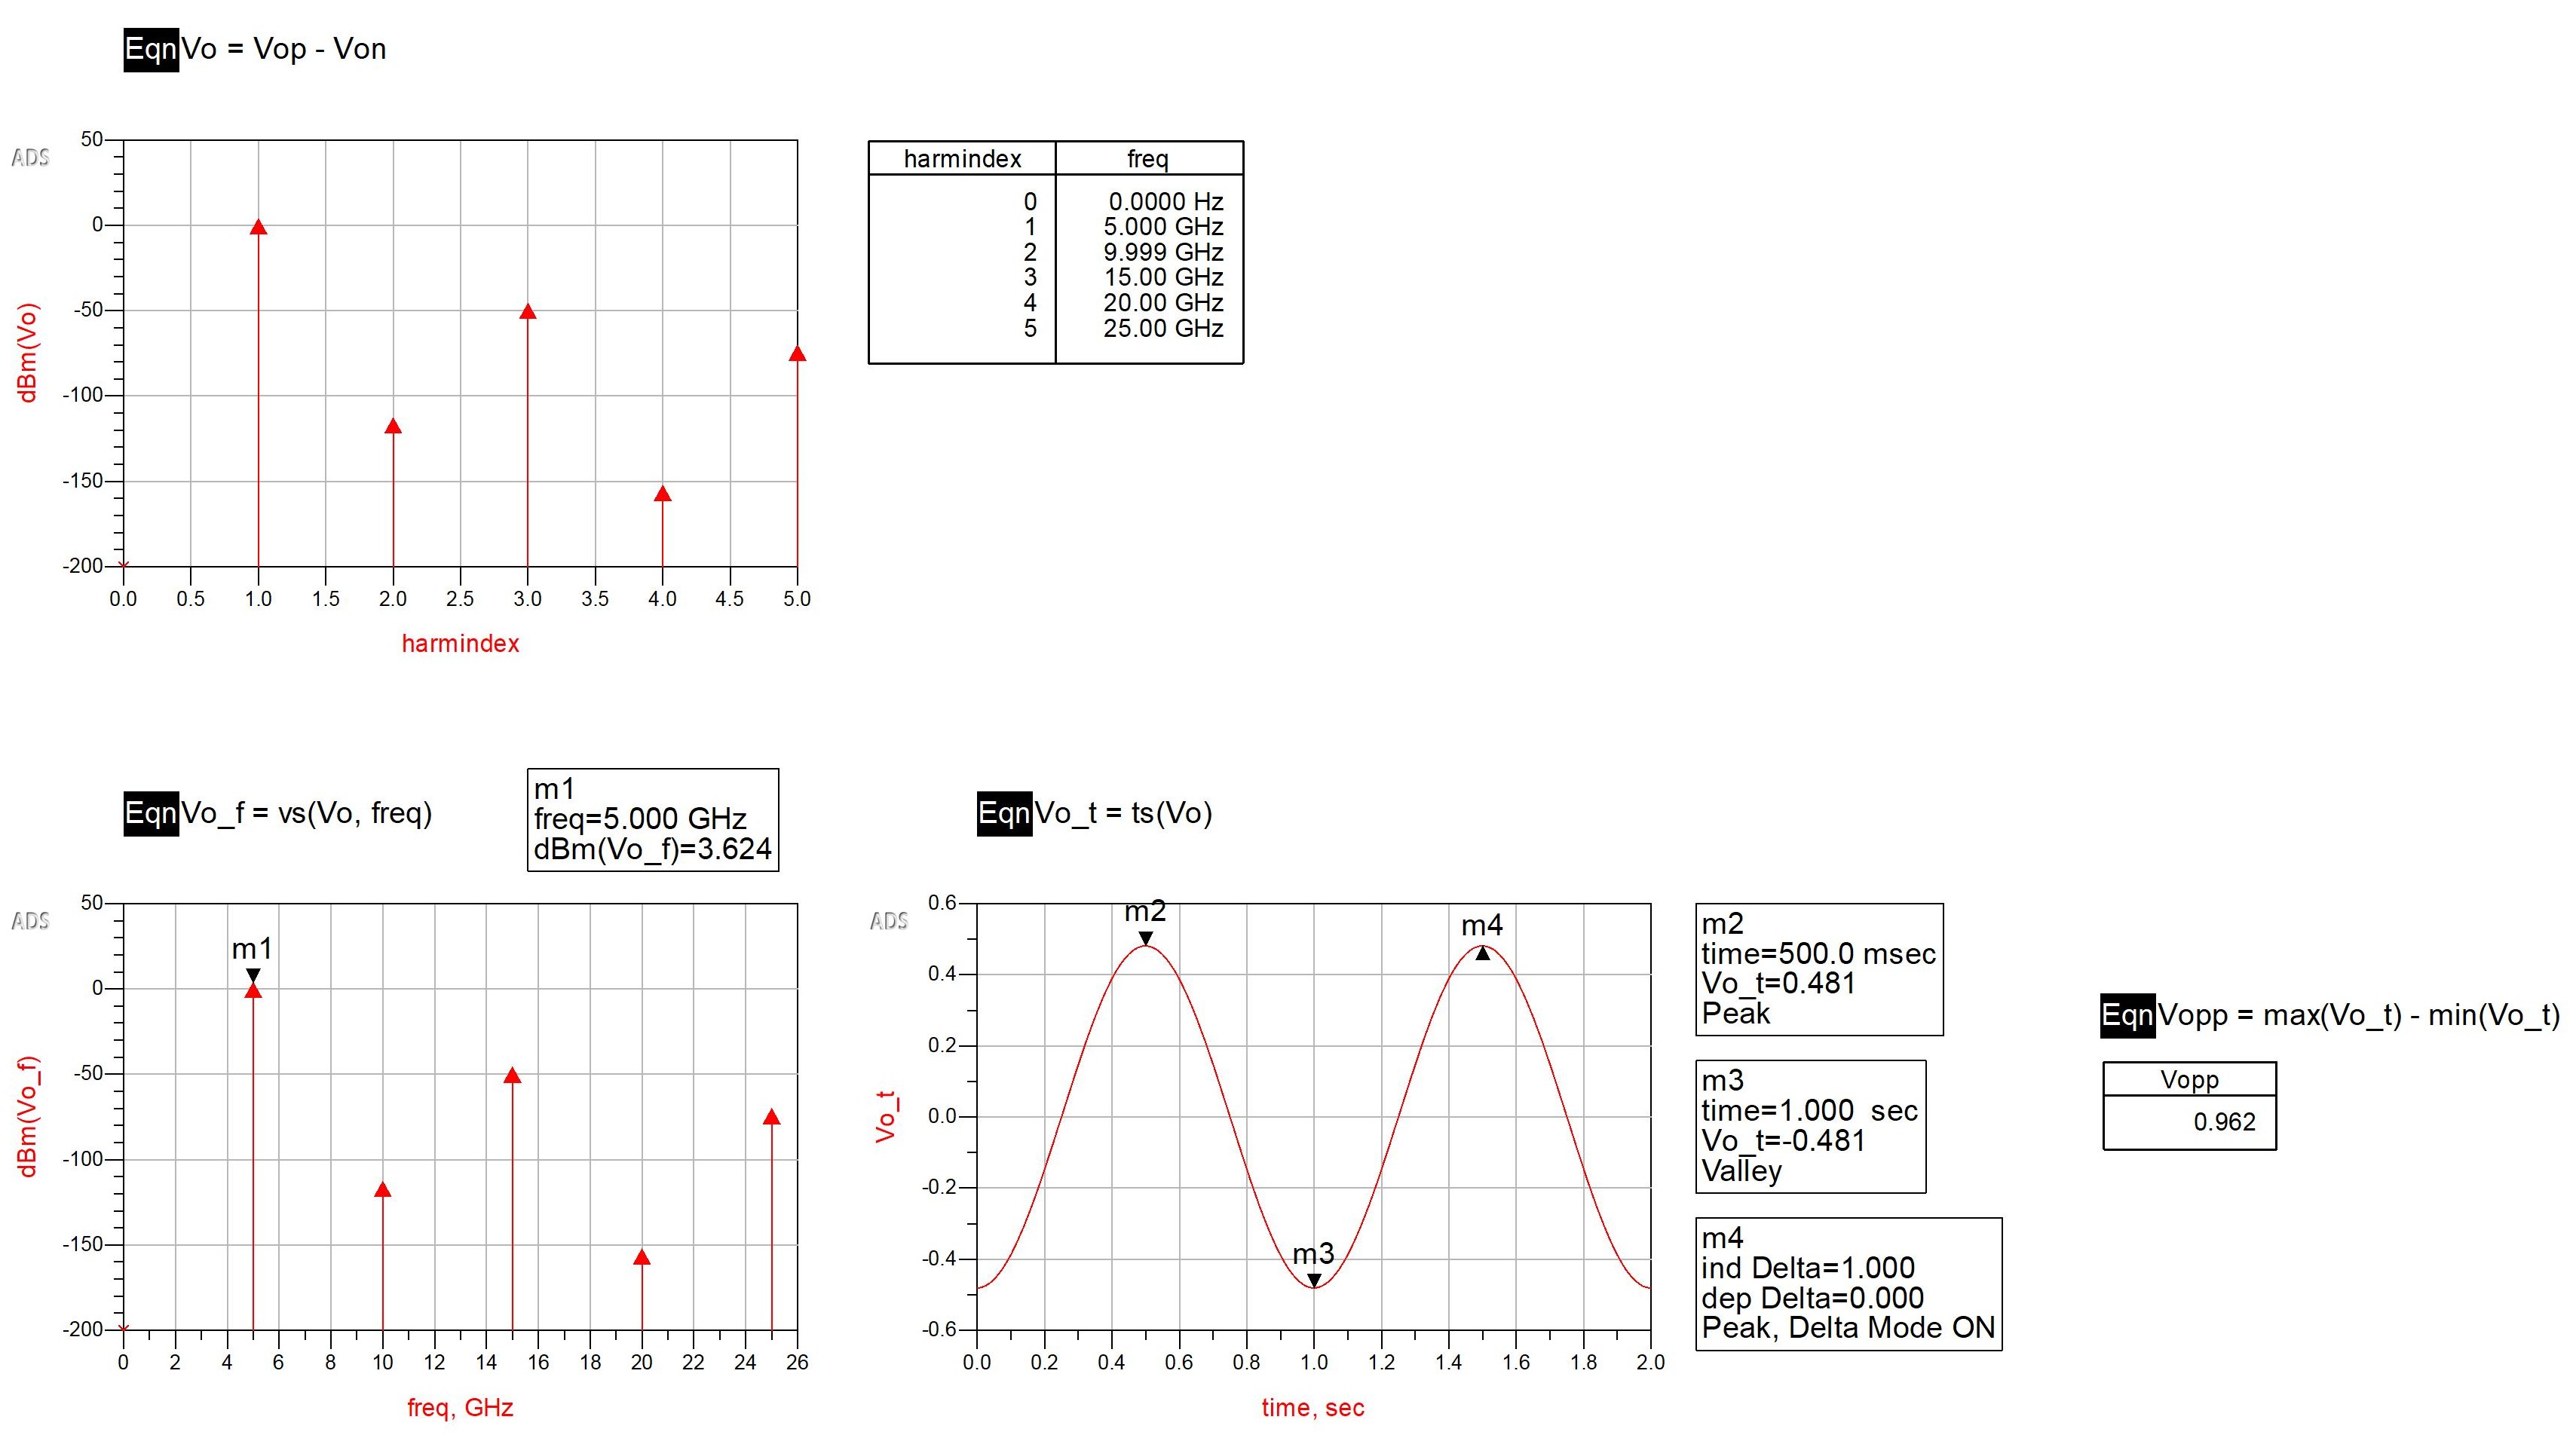 Eqn Vo = Vop - Von
ADS
50
0
-50
-100
-150
-200
dBm(Vo)
0.0 0.5 1.0 1.5 2.0 2.5 3.0 3.5 4.0 4.5 5.0
harmindex
harmindex freq
0 0.0000 Hz
1 5.000 GHz
2 9.999 GHz
3 15.00 GHz
4 20.00 GHz
5 25.00 GHz
Eqn Vo_f = vs(Vo, freq)
m1
freq=5.000 GHz
dBm(Vo_f)=3.624
ADS
50
0
-50
-100
-150
-200
dBm(Vo_f)
m1
0 2 4 6 8 10 12 14 16 18 20 22 24 26
freq, GHz
Eqn Vo_t = ts(Vo)
ADS
0.6
0.4
0.2
0.0
-0.2
-0.4
-0.6
Vo_t
m2
m4
m3
0.0 0.2 0.4 0.6 0.8 1.0 1.2 1.4 1.6 1.8 2.0
time, sec
m2
time=500.0 msec
Vo_t=0.481
Peak
m3
time=1.000 sec
Vo_t=-0.481
Valley
m4
ind Delta=1.000
dep Delta=0.000
Peak, Delta Mode ON
Eqn Vopp = max(Vo_t) - min(Vo_t)
Vopp
0.962